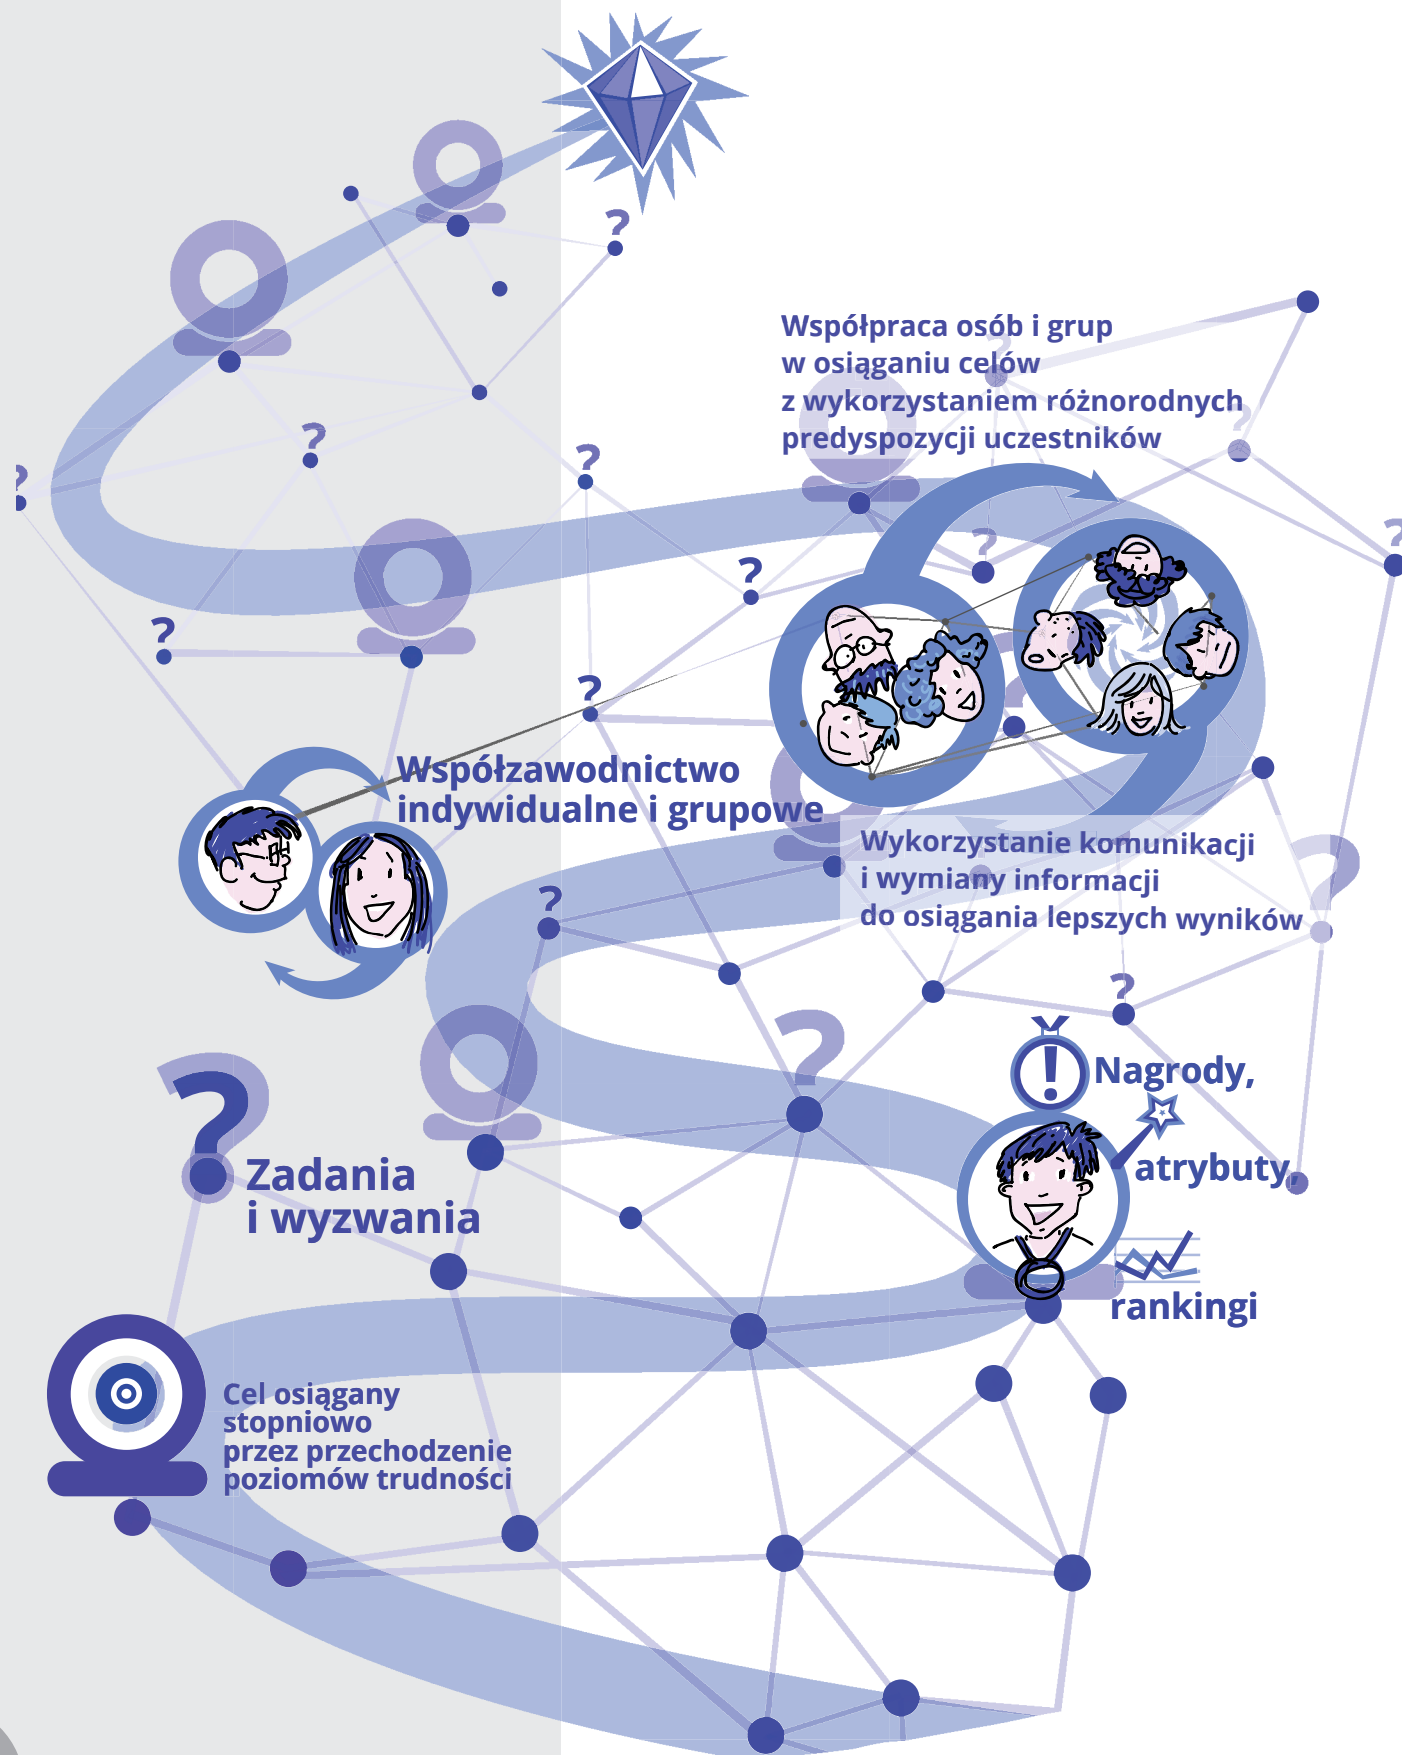 ?
?
?
?
Współpraca osób i grup
w osiąganiu celów
z wykorzystaniem różnorodnych
predyspozycji uczestników
?
?
?
?
?
?
?
?
?
Współzawodnictwo
indywidualne i grupowe
Wykorzystanie komunikacji
i wymiany informacji
do osiągania lepszych wyników
?
?
?
?
?
!
Nagrody,
atrybuty,
rankingi
Zadania
i wyzwania
Cel osiągany
stopniowo
przez przechodzenie
poziomów trudności